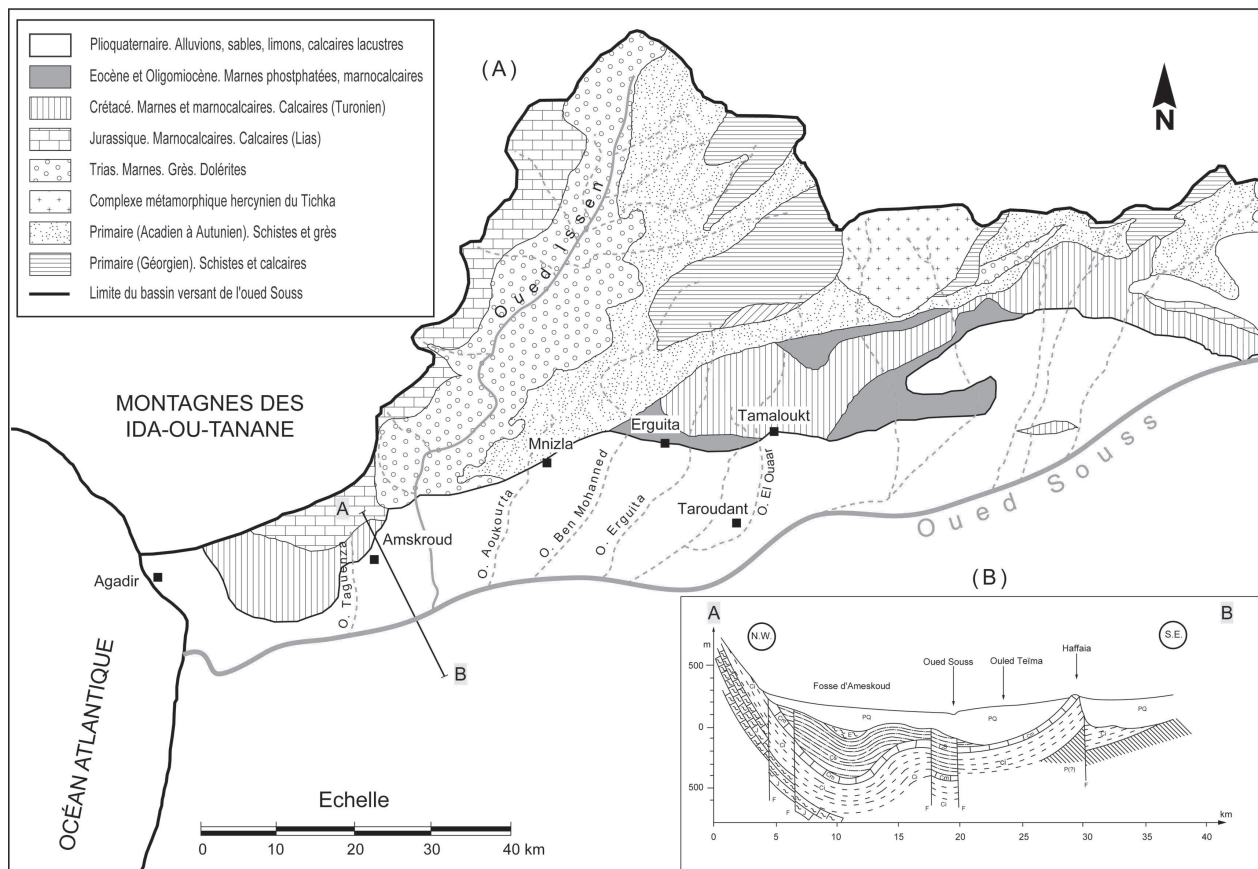 Plioquaternaire. Alluvions, sables, limons, calcaires lacustres
Eocène et Oligomiocène. Marnes phostphatées, marnocalcaires
Crétacé. Marnes et marnocalcaires. Calcaires (Turonien)
Jurassique. Marnocalcaires. Calcaires (Lias)
Trias. Marnes. Grès. Dolérites
Complexe métamorphique hercynien du Tichka
Primaire (Acadien à Autunien). Schistes et grès
Primaire (Géorgien). Schistes et calcaires
Limite du bassin versant de l'oued Souss
(A)
N
Oued Issen
MONTAGNES DES
IDA-OU-TANANE
Mnizla
Erguita
Tamaloukt
Taroudant
A
Amskroud
Agadir
O. Taguenza
O. Aoukourta
O. Ben Mohanned
O. Erguita
O. El Ouaar
Oued Souss
B
OCÉAN ATLANTIQUE
Echelle
0 10 20 30 40 km
(B)
A
B
N.W.
S.E.
m
500
0
500
Fosse d'Ameskoud
Oued Souss
Ouled Teïma
Haffaia
PQ
PQ
PQ
E
Cs
Ci
Ci
Ci
Ci
P(?)
F
F
F
F
0 5 10 15 20 25 30 35 40
km